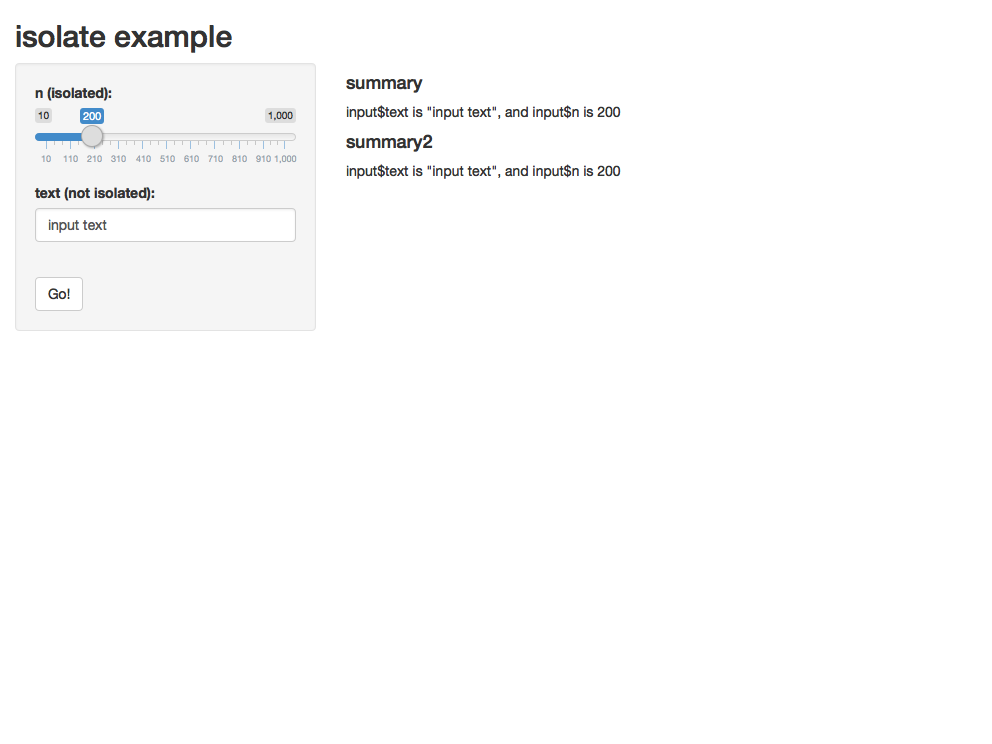 isolate example
n (isolated):
10 200 1,000
10 110 210 310 410 510 610 710 810 910 1,000
text (not isolated):
input text
Go!
summary
input$text is "input text", and input$n is 200
summary2
input$text is "input text", and input$n is 200